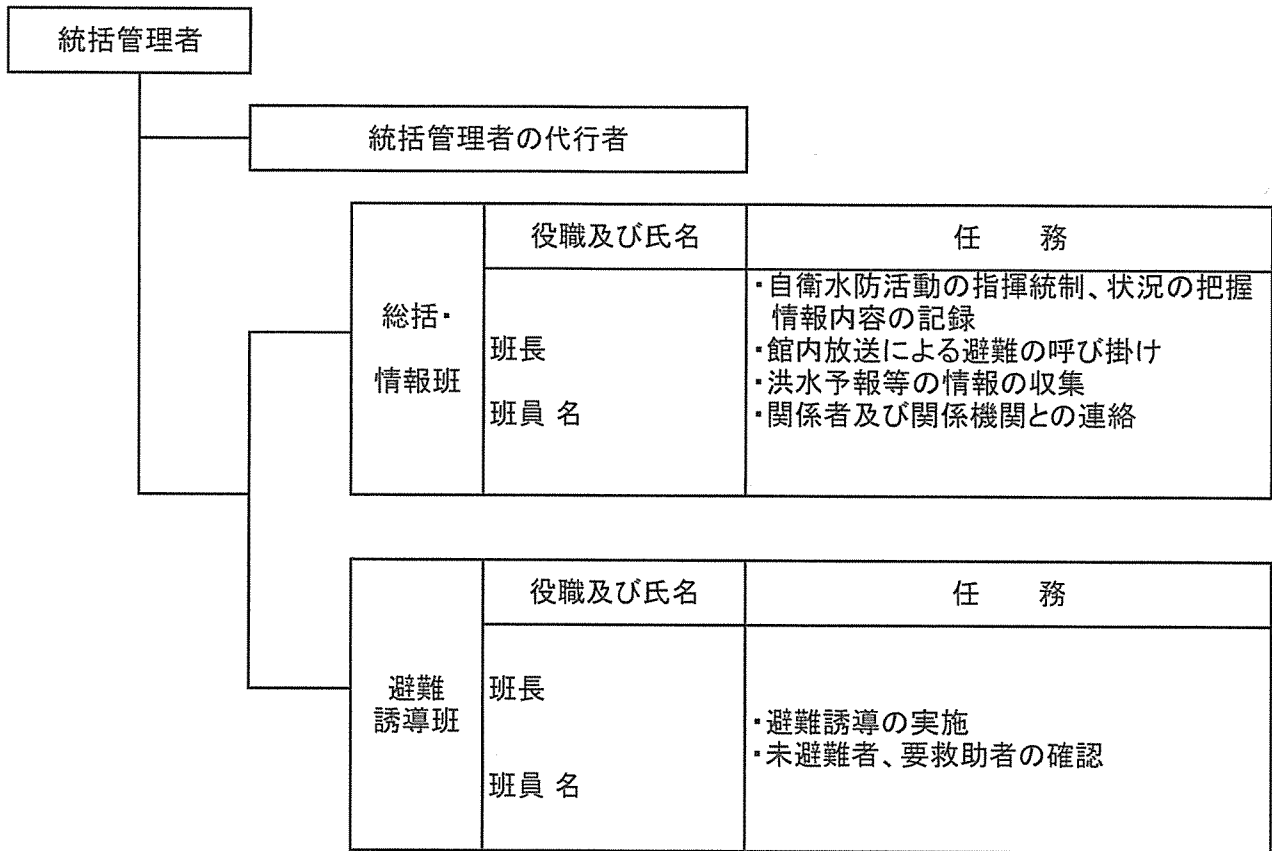 統括管理者
統括管理者の代行者
総括・
情報班
役職及び氏名
任　務
班長
班員 名
・自衛水防活動の指揮統制、状況の把握
情報内容の記録
・館内放送による避難の呼び掛け
・洪水予報等の情報の収集
・関係者及び関係機関との連絡
避難
誘導班
役職及び氏名
任　務
班長
班員 名
・避難誘導の実施
・未避難者、要救助者の確認